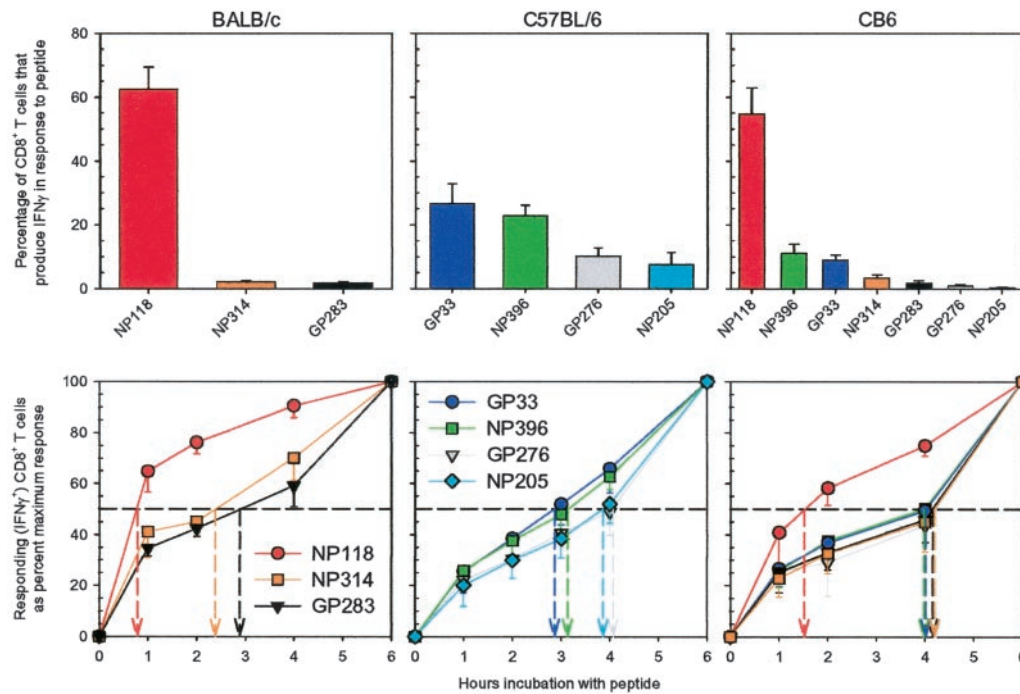 BALB/c
C57BL/6
CB6
Percentage of CD8+ T cells that
produce IFNγ in response to peptide
80
60
40
20
0
NP118
NP314
GP283
GP33
NP396
GP276
NP205
NP118
NP396
GP33
NP314
GP283
GP276
NP205
Responding (IFNγ+) CD8+ T cells
as percent maximum response
100
80
60
40
20
0
NP118
NP314
GP283
GP33
NP396
GP276
NP205
0 1 2 3 4 5 6
0 1 2 3 4 5 6
0 1 2 3 4 5 6
Hours incubation with peptide